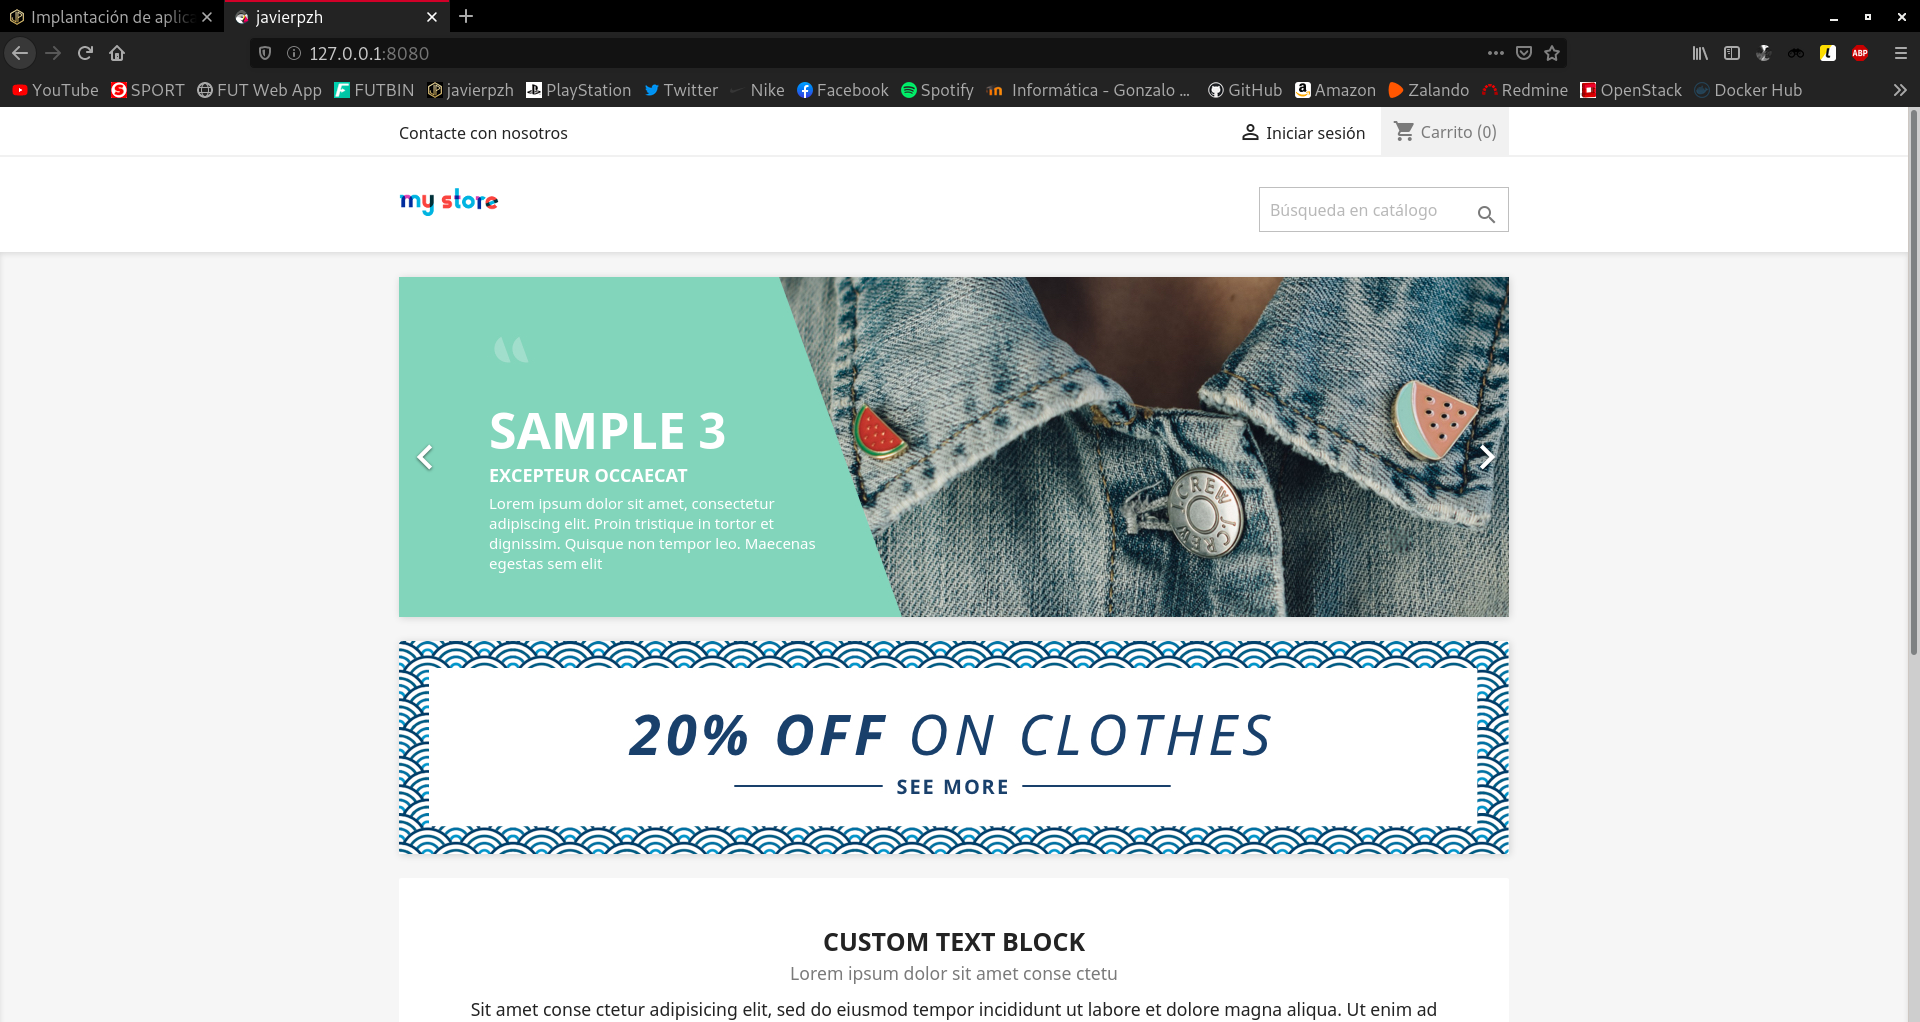 Implantación de aplica
javierpzh
127.0.0.1:8080
YouTube SPORT FUT Web App FUTBIN javierpzh PlayStation Twitter Nike Facebook Spotify Informática - Gonzalo ... GitHub Amazon Zalando Redmine OpenStack Docker Hub
ABP
Contacte con nosotros
Iniciar sesión
Carrito (0)
my store
Búsqueda en catálogo
“
SAMPLE 3
EXCEPTEUR OCCAECAT
Lorem ipsum dolor sit amet, consectetur
adipiscing elit. Proin tristique in tortor et
dignissim. Quisque non tempor leo. Maecenas
egestas sem elit
J.CREW J.CREW
20% OFF ON CLOTHES
SEE MORE
CUSTOM TEXT BLOCK
Lorem ipsum dolor sit amet conse ctetu
Sit amet conse ctetur adipisicing elit, sed do eiusmod tempor incididunt ut labore et dolore magna aliqua. Ut enim ad